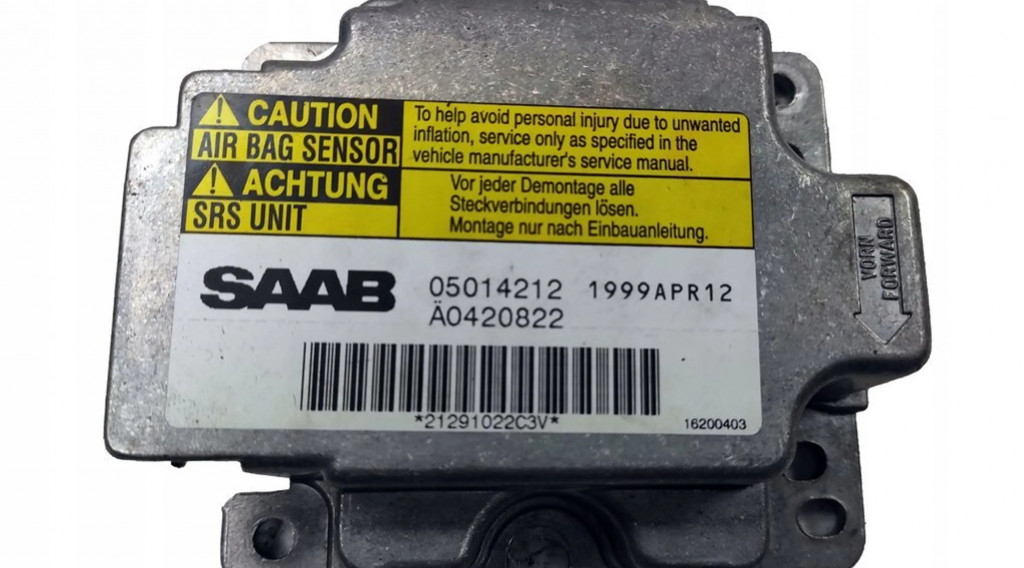 CAUTION
AIR BAG SENSOR
To help avoid personal injury due to unwanted
inflation, service only as specified in the
vehicle manufacturer's service manual.
ACHTUNG
SRS UNIT
Vor jeder Demontage alle
Steckverbindungen lösen.
Montage nur nach Einbauanleitung.
SAAB 05014212 1999APR12
Ä0420822
*21291022C3V*
16200403
VORN
FORWARD